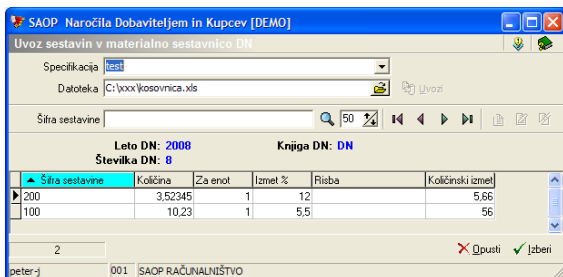 SAOP Naročila Dobaviteljem in Kupcev [DEMO]
Uvoz sestavin v materialno sestavnico DN
Specifikacija test
Datoteka C:\xxx\kosovnica.xls Uvozi
Šifra sestavine 50
Leto DN: 2008 Knjiga DN: DN
Številka DN: 8
Šifra sestavine Količina Za enot Izmet % Risba Količinski izmet
200 3,52345 1 12 5,66
100 10,23 1 5,5 56
2 Opusti Izberi
peter-j 001 SAOP RAČUNALNIŠTVO